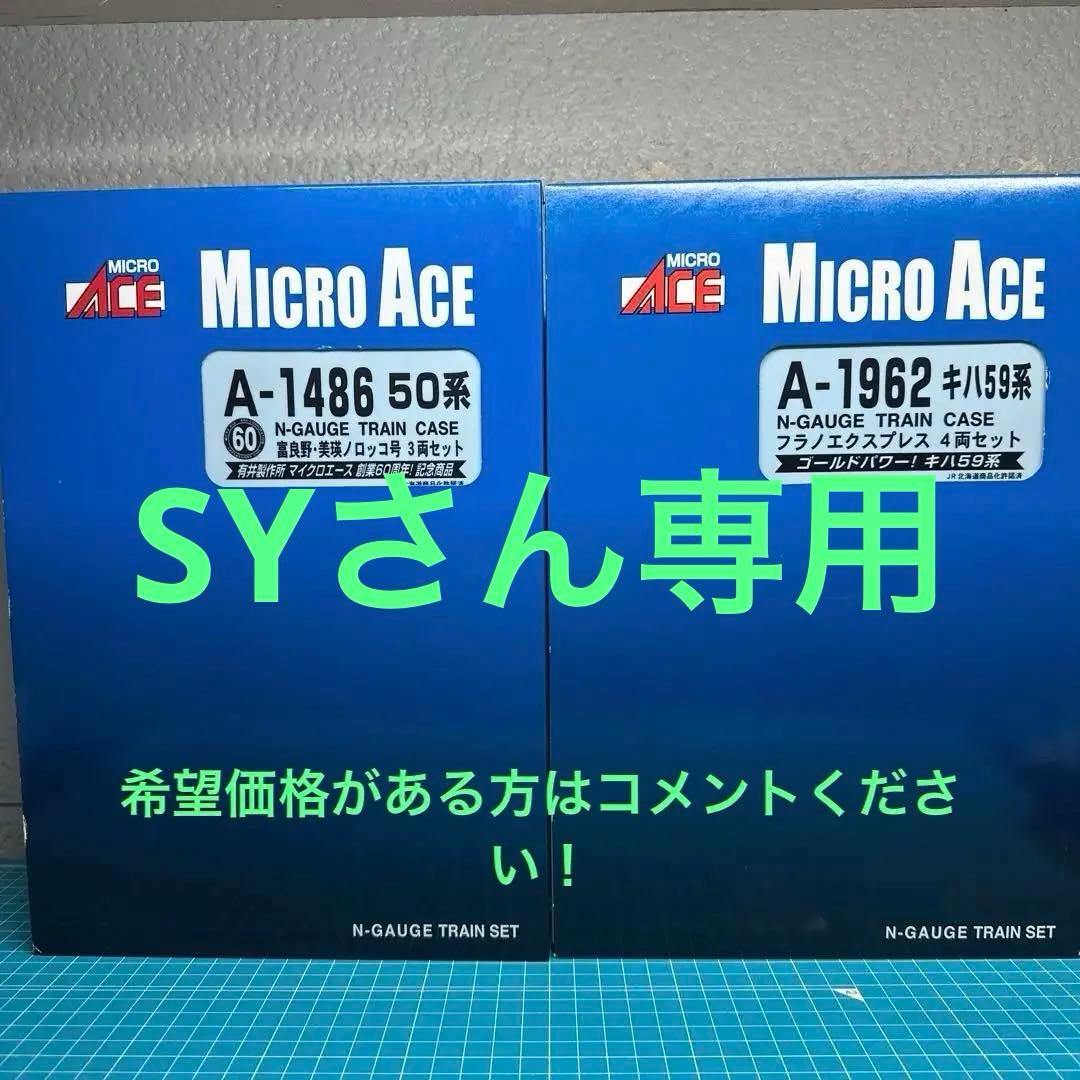 MICRO
ACE
MICRO ACE
A-1486 50系
N-GAUGE TRAIN CASE
60
富良野・美瑛ノロッコ号 3両セット
有井製作所 マイクロエース 創業60周年! 記念商品
MICRO
ACE
MICRO ACE
A-1962 キハ59系
N-GAUGE TRAIN CASE
フラノエクスプレス 4両セット
ゴールドパワー! キハ59系
JR北海道商品化許諾済
SYさん専用
希望価格がある方はコメントくださ
い!
N-GAUGE TRAIN SET
N-GAUGE TRAIN SET